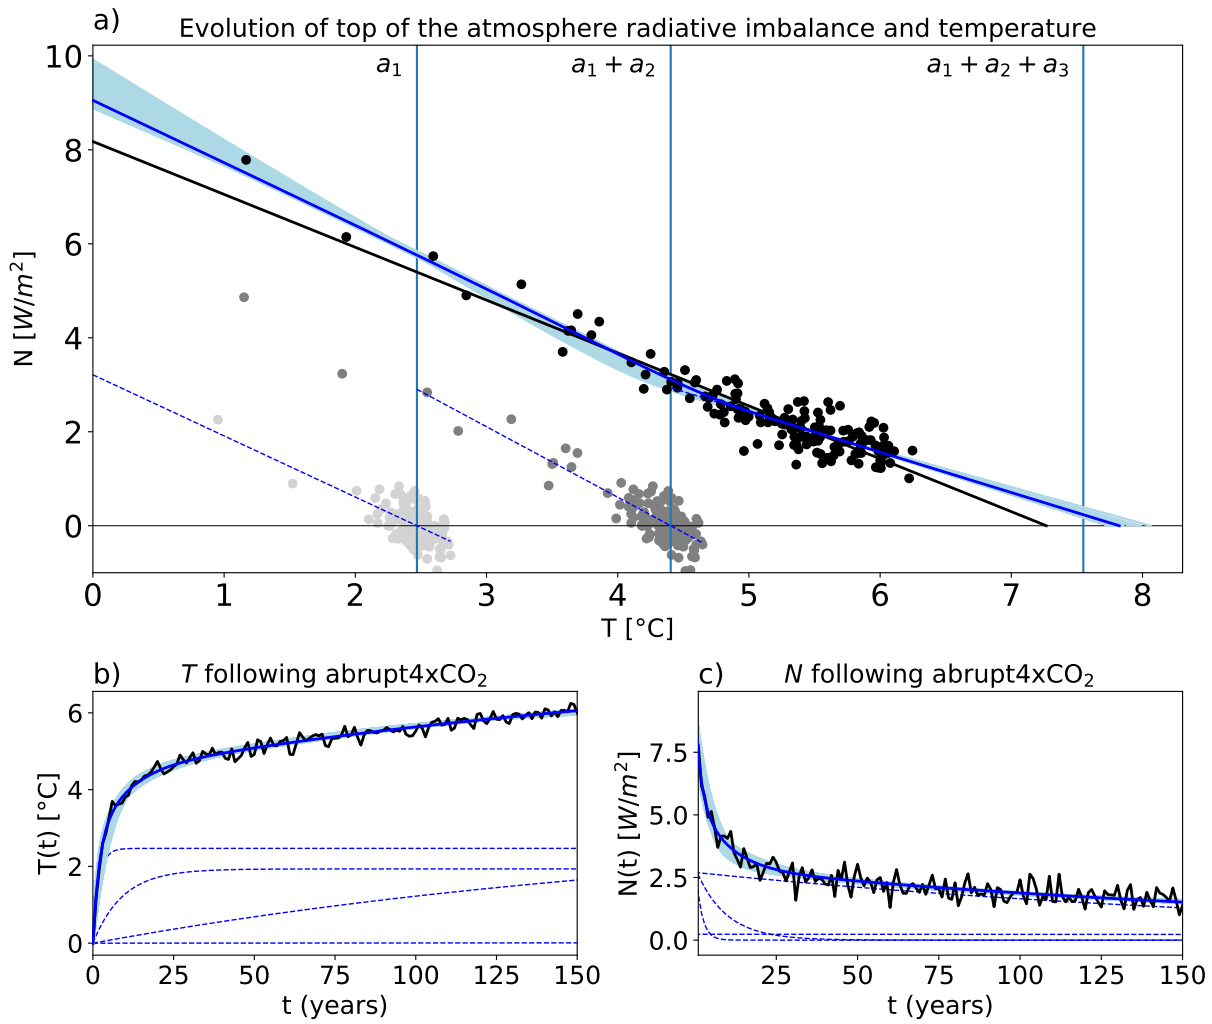 a) Evolution of top of the atmosphere radiative imbalance and temperature
a₁ a₁ + a₂ a₁ + a₂ + a₃
10
8
6
4
2
0
N [W/m²]
0 1 2 3 4 5 6 7 8
T [°C]
b) T following abrupt4xCO₂
6
4
2
0
T(t) [°C]
0 25 50 75 100 125 150
t (years)
c) N following abrupt4xCO₂
7.5
5.0
2.5
0.0
N(t) [W/m²]
25 50 75 100 125 150
t (years)